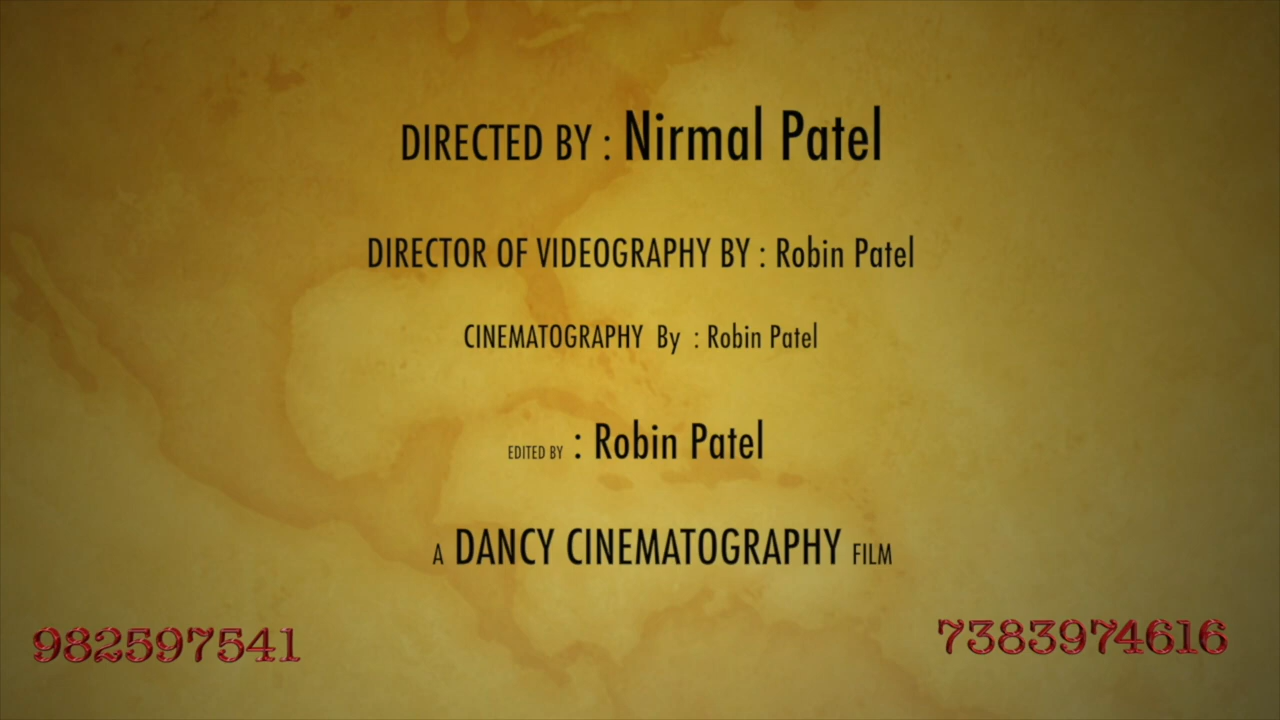 DIRECTED BY : Nirmal Patel
DIRECTOR OF VIDEOGRAPHY BY : Robin Patel
CINEMATOGRAPHY By : Robin Patel
EDITED BY : Robin Patel
A DANCY CINEMATOGRAPHY FILM
982597541
7383974616